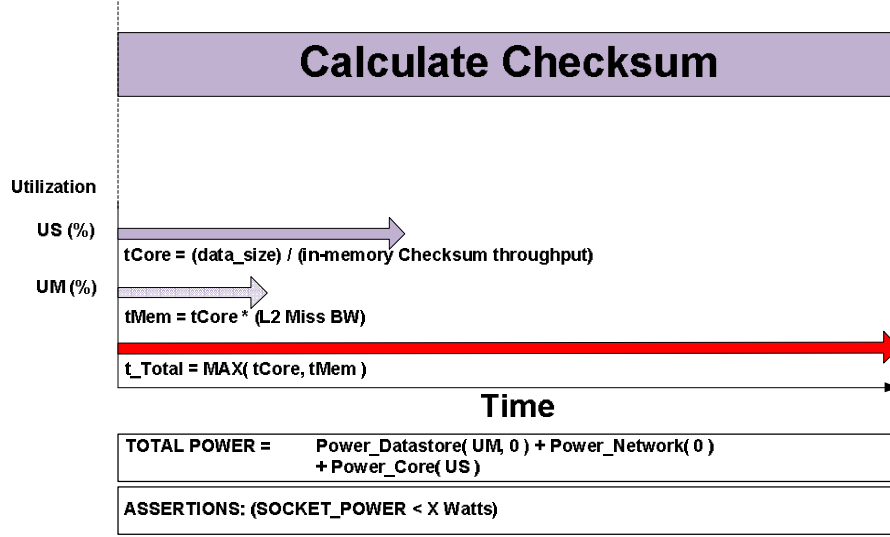 Calculate Checksum
Utilization
US (%)
tCore = (data_size) / (in-memory Checksum throughput)
UM (%)
tMem = tCore * (L2 Miss BW)
t_Total = MAX( tCore, tMem )
Time
TOTAL POWER = Power_Datastore( UM, 0 ) + Power_Network( 0 )
+ Power_Core( US )
ASSERTIONS: (SOCKET_POWER < X Watts)